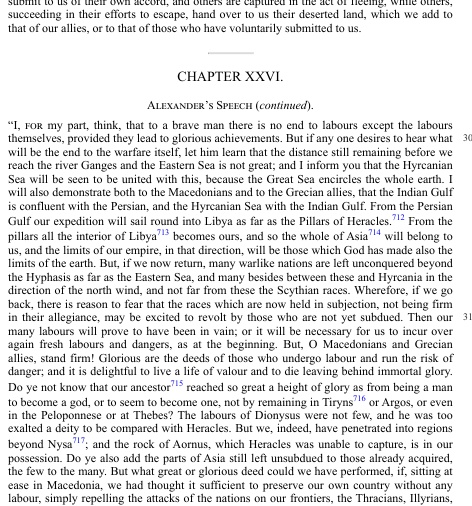 submit to us of their own accord, and others are captured in the act of fleeing, while others,
succeeding in their efforts to escape, hand over to us their deserted land, which we add to
that of our allies, or to that of those who have voluntarily submitted to us.
CHAPTER XXVI.
ALEXANDER'S SPEECH (continued).
“I, FOR my part, think, that to a brave man there is no end to labours except the labours
themselves, provided they lead to glorious achievements. But if any one desires to hear what 30
will be the end to the warfare itself, let him learn that the distance still remaining before we
reach the river Ganges and the Eastern Sea is not great; and I inform you that the Hyrcanian
Sea will be seen to be united with this, because the Great Sea encircles the whole earth. I
will also demonstrate both to the Macedonians and to the Grecian allies, that the Indian Gulf
is confluent with the Persian, and the Hyrcanian Sea with the Indian Gulf. From the Persian
Gulf our expedition will sail round into Libya as far as the Pillars of Heracles.712 From the
pillars all the interior of Libya713 becomes ours, and so the whole of Asia714 will belong to
us, and the limits of our empire, in that direction, will be those which God has made also the
limits of the earth. But, if we now return, many warlike nations are left unconquered beyond
the Hyphasis as far as the Eastern Sea, and many besides between these and Hyrcania in the
direction of the north wind, and not far from these the Scythian races. Wherefore, if we go
back, there is reason to fear that the races which are now held in subjection, not being firm
in their allegiance, may be excited to revolt by those who are not yet subdued. Then our 31
many labours will prove to have been in vain; or it will be necessary for us to incur over
again fresh labours and dangers, as at the beginning. But, O Macedonians and Grecian
allies, stand firm! Glorious are the deeds of those who undergo labour and run the risk of
danger; and it is delightful to live a life of valour and to die leaving behind immortal glory.
Do ye not know that our ancestor715 reached so great a height of glory as from being a man
to become a god, or to seem to become one, not by remaining in Tiryns716 or Argos, or even
in the Peloponnese or at Thebes? The labours of Dionysus were not few, and he was too
exalted a deity to be compared with Heracles. But we, indeed, have penetrated into regions
beyond Nysa717; and the rock of Aornus, which Heracles was unable to capture, is in our
possession. Do ye also add the parts of Asia still left unsubdued to those already acquired,
the few to the many. But what great or glorious deed could we have performed, if, sitting at
ease in Macedonia, we had thought it sufficient to preserve our own country without any
labour, simply repelling the attacks of the nations on our frontiers, the Thracians, Illyrians,